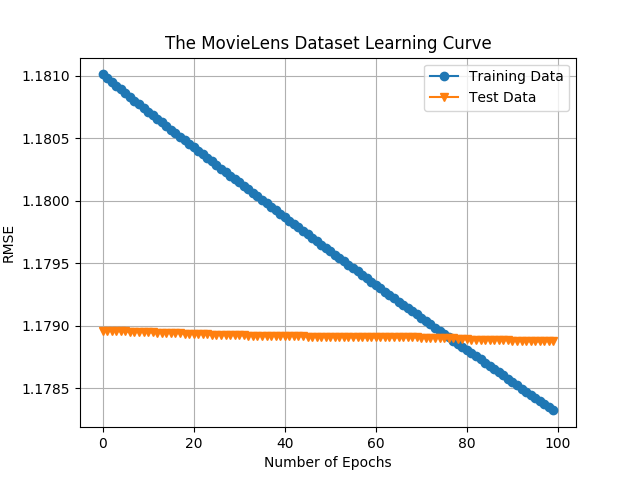 The MovieLens Dataset Learning Curve
Training Data
Test Data
1.1810
1.1805
1.1800
1.1795
1.1790
1.1785
RMSE
0 20 40 60 80 100
Number of Epochs